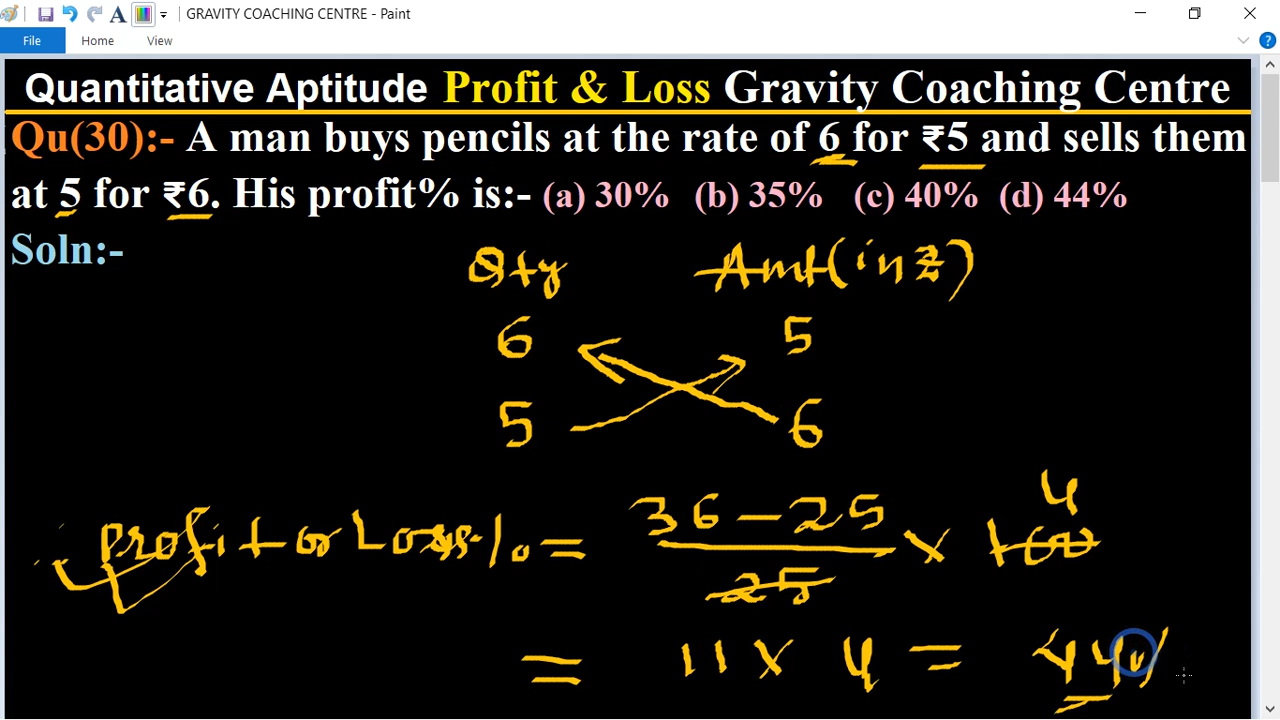 GRAVITY COACHING CENTRE - Paint
File Home View
Quantitative Aptitude Profit & Loss Gravity Coaching Centre
Qu(30):- A man buys pencils at the rate of 6 for ₹5 and sells them
at 5 for ₹6. His profit% is:- (a) 30% (b) 35% (c) 40% (d) 44%
Soln:-
Qty Amt(in ₹)
6 5
5 6
4
36-25 × 100
Profit or Loss% =
25
= 11 × 4 = 44%